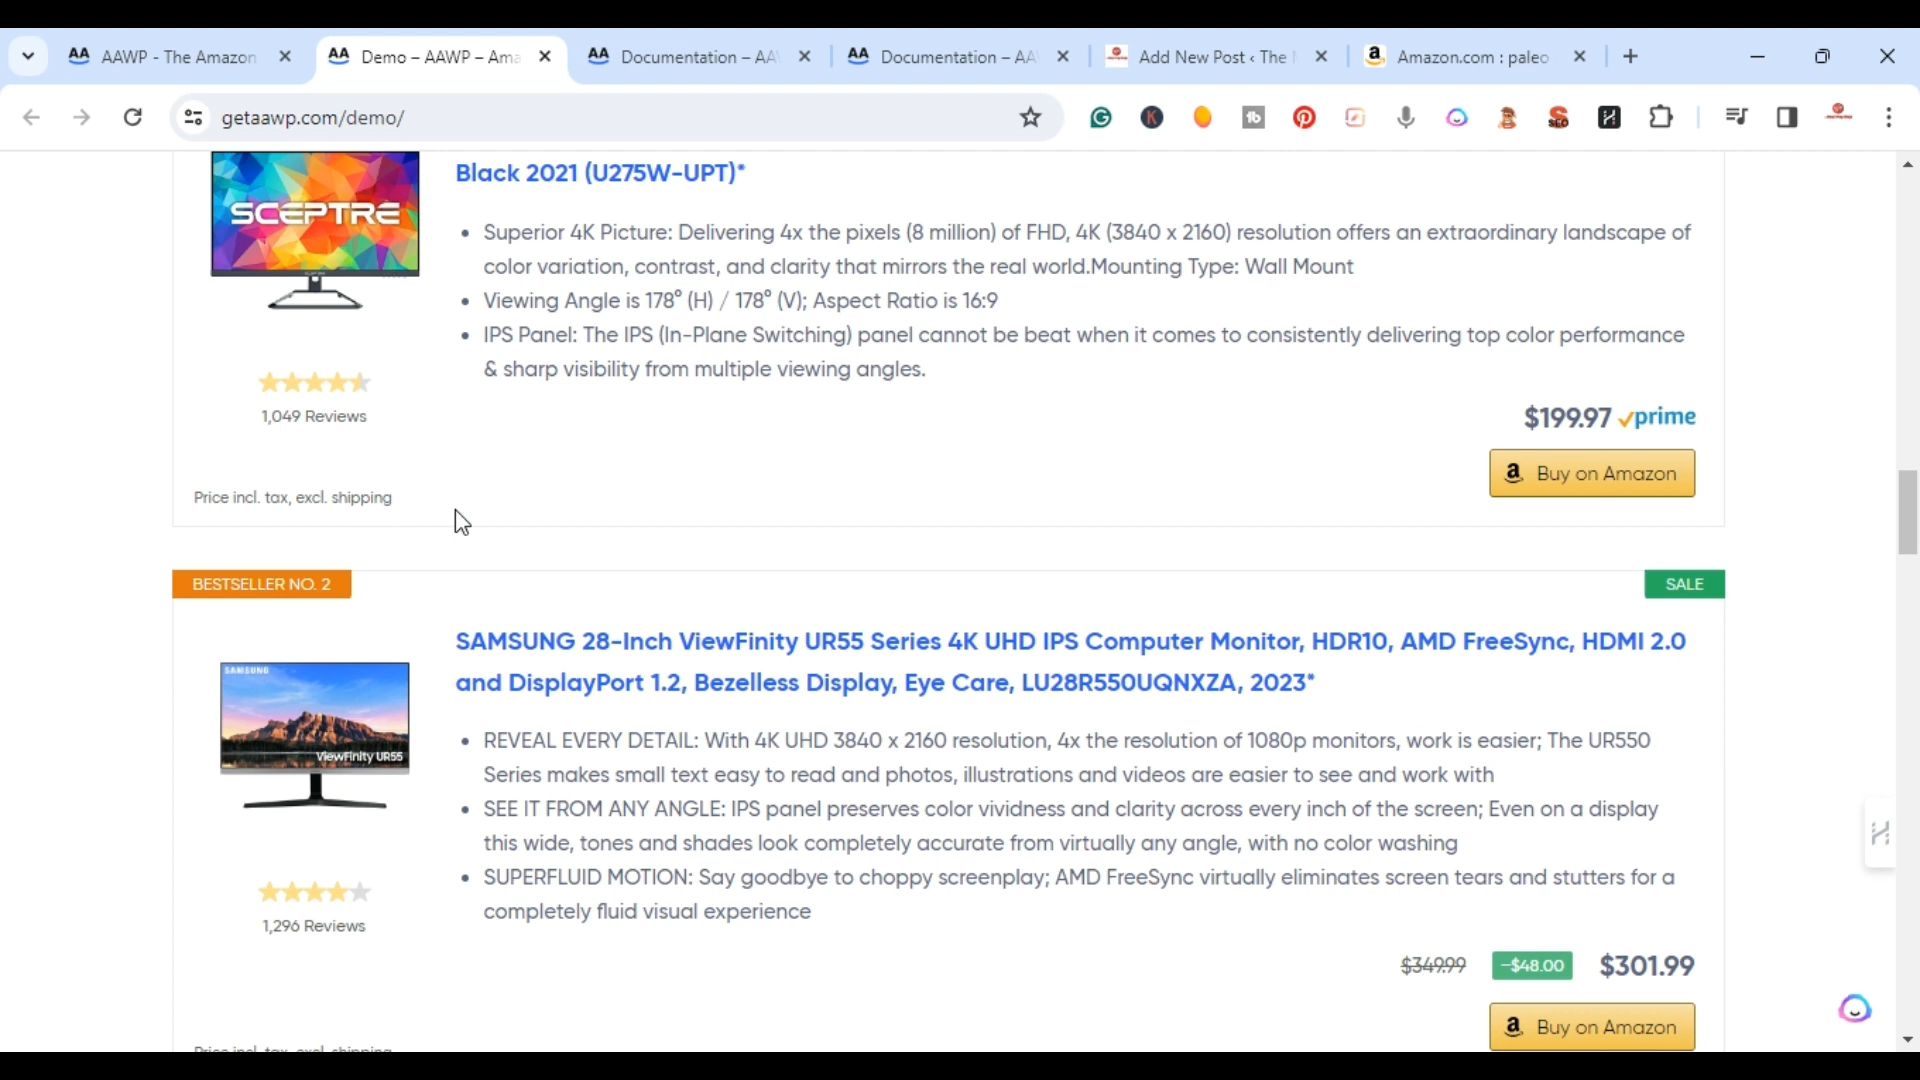 AAWP - The Amazon
Demo – AAWP – Ama
Documentation – AA
Documentation – AA
Add New Post ‹ The
Amazon.com : paleo
getaawp.com/demo/
Black 2021 (U275W-UPT)*
SCEPTRE
• Superior 4K Picture: Delivering 4x the pixels (8 million) of FHD, 4K (3840 x 2160) resolution offers an extraordinary landscape of
color variation, contrast, and clarity that mirrors the real world.Mounting Type: Wall Mount
• Viewing Angle is 178° (H) / 178° (V); Aspect Ratio is 16:9
• IPS Panel: The IPS (In-Plane Switching) panel cannot be beat when it comes to consistently delivering top color performance
& sharp visibility from multiple viewing angles.
1,049 Reviews
$199.97 prime
Buy on Amazon
Price incl. tax, excl. shipping
BESTSELLER NO. 2
SALE
SAMSUNG 28-Inch ViewFinity UR55 Series 4K UHD IPS Computer Monitor, HDR10, AMD FreeSync, HDMI 2.0
and DisplayPort 1.2, Bezelless Display, Eye Care, LU28R550UQNXZA, 2023*
SAMSUNG
ViewFinity UR55
• REVEAL EVERY DETAIL: With 4K UHD 3840 x 2160 resolution, 4x the resolution of 1080p monitors, work is easier; The UR550
Series makes small text easy to read and photos, illustrations and videos are easier to see and work with
• SEE IT FROM ANY ANGLE: IPS panel preserves color vividness and clarity across every inch of the screen; Even on a display
this wide, tones and shades look completely accurate from virtually any angle, with no color washing
• SUPERFLUID MOTION: Say goodbye to choppy screenplay; AMD FreeSync virtually eliminates screen tears and stutters for a
completely fluid visual experience
1,296 Reviews
$349.99 −$48.00 $301.99
Buy on Amazon
Price incl. tax, excl. shipping